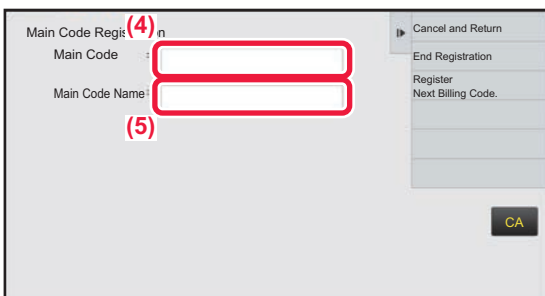 Main Code Regis (4) n
Main Code :
Main Code Name:
(5)
Cancel and Return
End Registration
Register
Next Billing Code.
CA